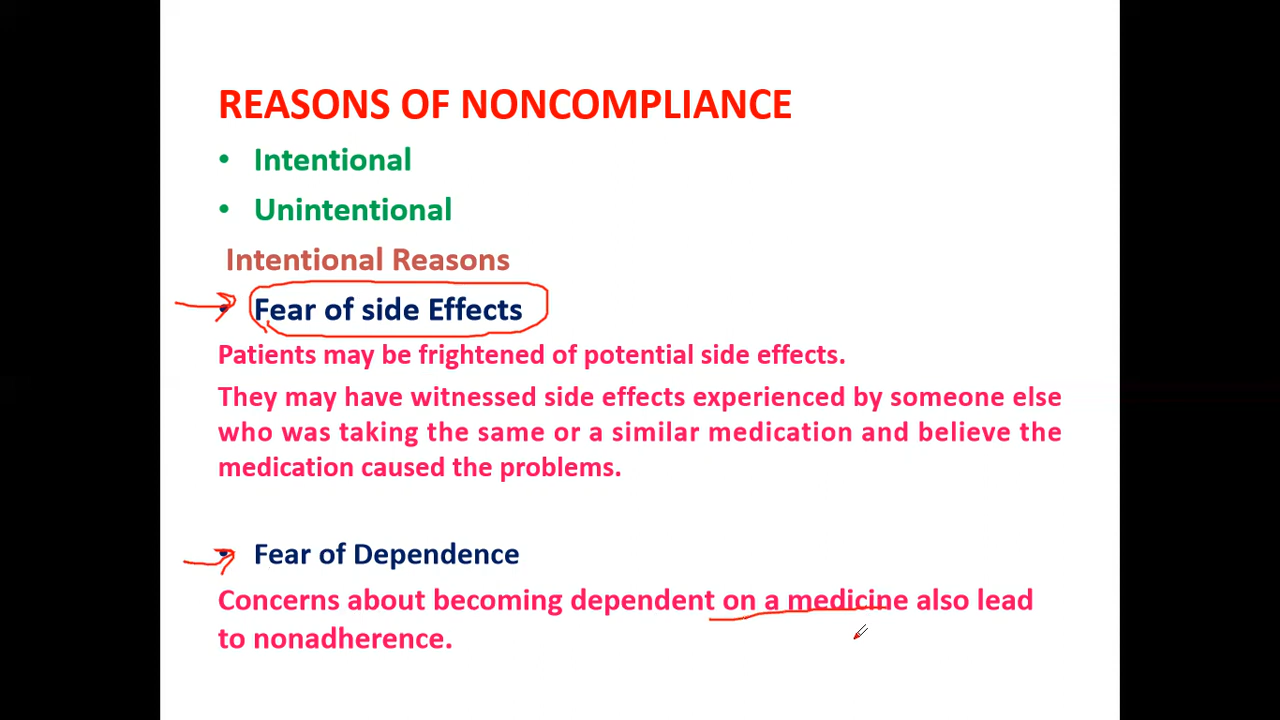 REASONS OF NONCOMPLIANCE
• Intentional
• Unintentional
Intentional Reasons
• Fear of side Effects
Patients may be frightened of potential side effects.
They may have witnessed side effects experienced by someone else
who was taking the same or a similar medication and believe the
medication caused the problems.
• Fear of Dependence
Concerns about becoming dependent on a medicine also lead
to nonadherence.